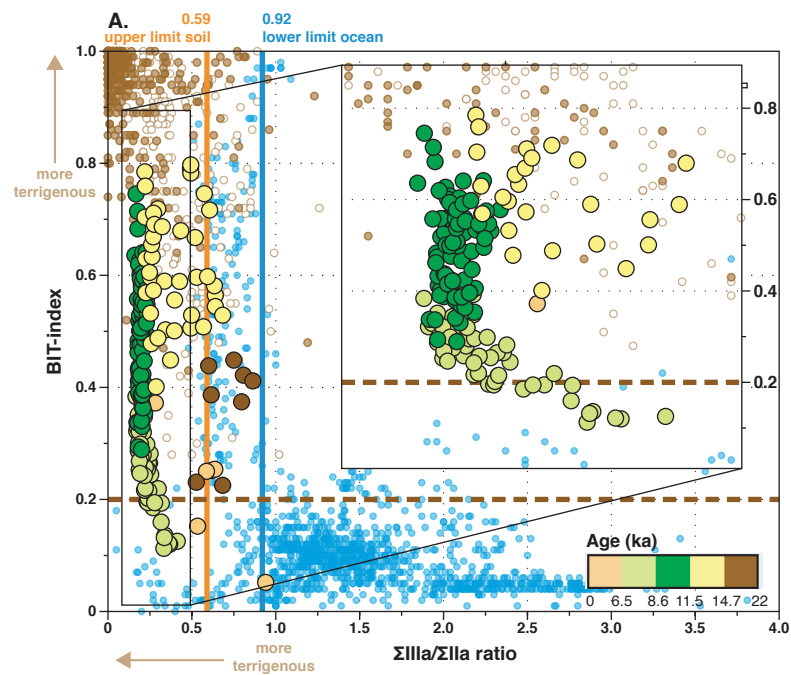 A.
0.59
0.92
upper limit soil
lower limit ocean
1.0
0.8
0.6
0.4
0.2
0
more
terrigenous
BIT-index
0.8
0.6
0.4
0.2
Age (ka)
0 6.5 8.6 11.5 14.7 22
0 0.5 1.0 1.5 2.0 2.5 3.0 3.5 4.0
more
terrigenous
ΣIIIa/ΣIIa ratio